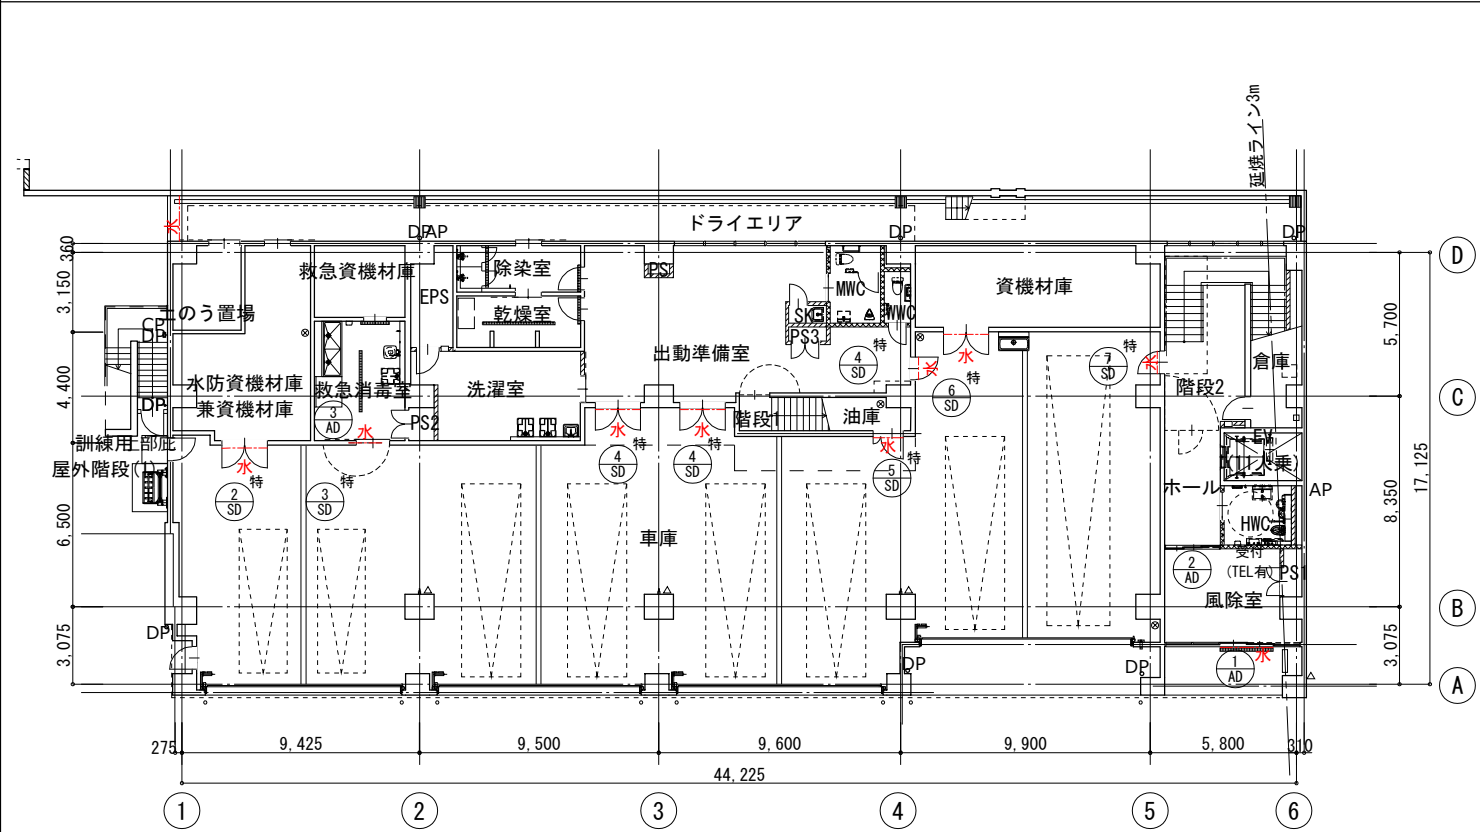 延焼ライン3m
水
ドライエリア
DP
AP
DP
DP
360
3,150
4,400
6,500
3,075
救急資機材庫
除染室
PS
MWC
WWC
資機材庫
D
EPS
土のう置場
乾燥室
SK
PS3
CP
DP
出動準備室
特
4
SD
水
特
6
SD
水
特
7
SD
水
倉庫
5,700
階段2
水防資機材庫
兼資機材庫
救急消毒室
洗濯室
C
DP
3
AD
PS2
階段1
油庫
訓練用上部庇
屋外階段(1)
水
水
特
水
特
水
特
水
特
4
SD
4
SD
5
SD
2
SD
特
3
SD
特
EV
(11人乗)
ホール
AP
17,125
8,350
HWC
受付
(TEL有)
PS1
車庫
2
AD
風除室
B
DP
3,075
DP
DP
水
1
AD
A
275
9,425
9,500
9,600
9,900
5,800
310
44,225
1
2
3
4
5
6